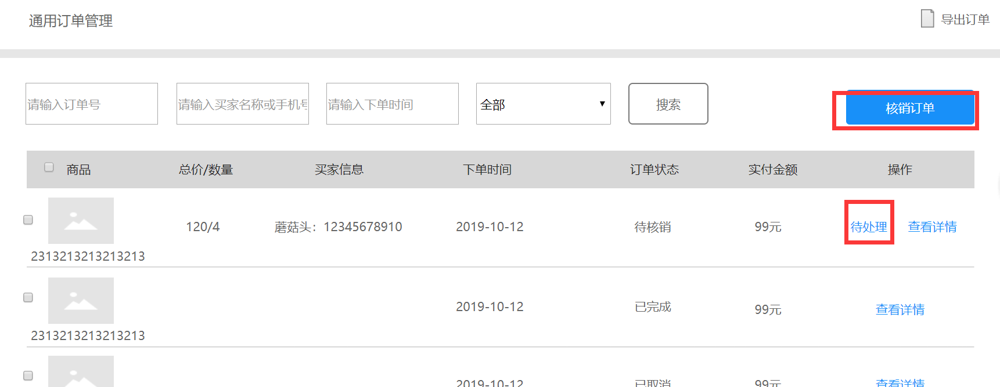 通用订单管理
导出订单
请输入订单号
请输入买家名称或手机号
请输入下单时间
全部
搜索
核销订单
商品 总价/数量 买家信息 下单时间 订单状态 实付金额 操作
120/4 蘑菇头：12345678910 2019-10-12 待核销 99元 待处理 查看详情
2313213213213213
2019-10-12 已完成 99元 查看详情
2313213213213213
2019-10-12 已取消 99元 查看详情